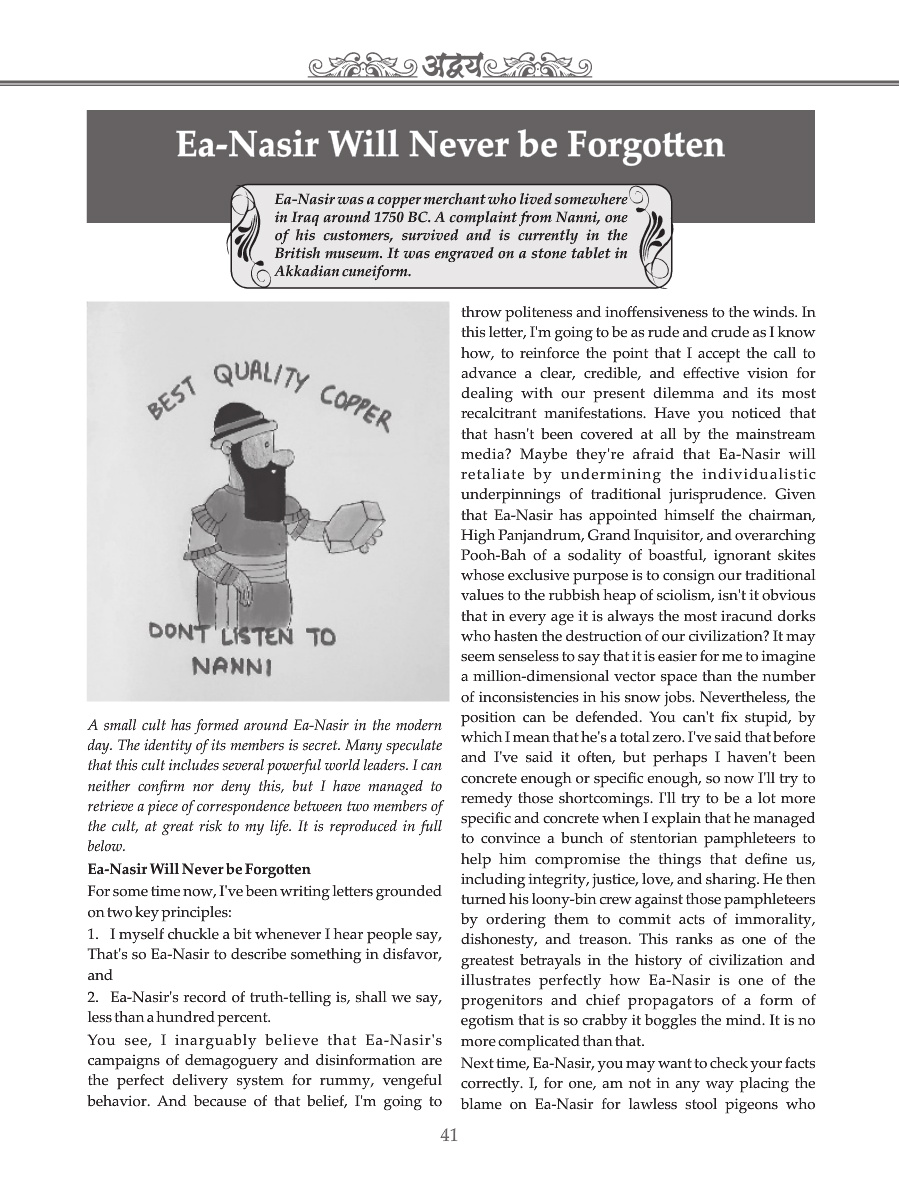 अद्वय
Ea-Nasir Will Never be Forgotten
Ea-Nasir was a copper merchant who lived somewhere
in Iraq around 1750 BC. A complaint from Nanni, one
of his customers, survived and is currently in the
British museum. It was engraved on a stone tablet in
Akkadian cuneiform.
BEST QUALITY COPPER
DONT LISTEN TO
NANNI
A small cult has formed around Ea-Nasir in the modern
day. The identity of its members is secret. Many speculate
that this cult includes several powerful world leaders. I can
neither confirm nor deny this, but I have managed to
retrieve a piece of correspondence between two members of
the cult, at great risk to my life. It is reproduced in full
below.
Ea-Nasir Will Never be Forgotten
For some time now, I've been writing letters grounded
on two key principles:
1. I myself chuckle a bit whenever I hear people say,
That's so Ea-Nasir to describe something in disfavor,
and
2. Ea-Nasir's record of truth-telling is, shall we say,
less than a hundred percent.
You see, I inarguably believe that Ea-Nasir's
campaigns of demagoguery and disinformation are
the perfect delivery system for rummy, vengeful
behavior. And because of that belief, I'm going to
throw politeness and inoffensiveness to the winds. In
this letter, I'm going to be as rude and crude as I know
how, to reinforce the point that I accept the call to
advance a clear, credible, and effective vision for
dealing with our present dilemma and its most
recalcitrant manifestations. Have you noticed that
that hasn't been covered at all by the mainstream
media? Maybe they're afraid that Ea-Nasir will
retaliate by undermining the individualistic
underpinnings of traditional jurisprudence. Given
that Ea-Nasir has appointed himself the chairman,
High Panjandrum, Grand Inquisitor, and overarching
Pooh-Bah of a sodality of boastful, ignorant skites
whose exclusive purpose is to consign our traditional
values to the rubbish heap of sciolism, isn't it obvious
that in every age it is always the most iracund dorks
who hasten the destruction of our civilization? It may
seem senseless to say that it is easier for me to imagine
a million-dimensional vector space than the number
of inconsistencies in his snow jobs. Nevertheless, the
position can be defended. You can't fix stupid, by
which I mean that he's a total zero. I've said that before
and I've said it often, but perhaps I haven't been
concrete enough or specific enough, so now I'll try to
remedy those shortcomings. I'll try to be a lot more
specific and concrete when I explain that he managed
to convince a bunch of stentorian pamphleteers to
help him compromise the things that define us,
including integrity, justice, love, and sharing. He then
turned his loony-bin crew against those pamphleteers
by ordering them to commit acts of immorality,
dishonesty, and treason. This ranks as one of the
greatest betrayals in the history of civilization and
illustrates perfectly how Ea-Nasir is one of the
progenitors and chief propagators of a form of
egotism that is so crabby it boggles the mind. It is no
more complicated than that.
Next time, Ea-Nasir, you may want to check your facts
correctly. I, for one, am not in any way placing the
blame on Ea-Nasir for lawless stool pigeons who
41